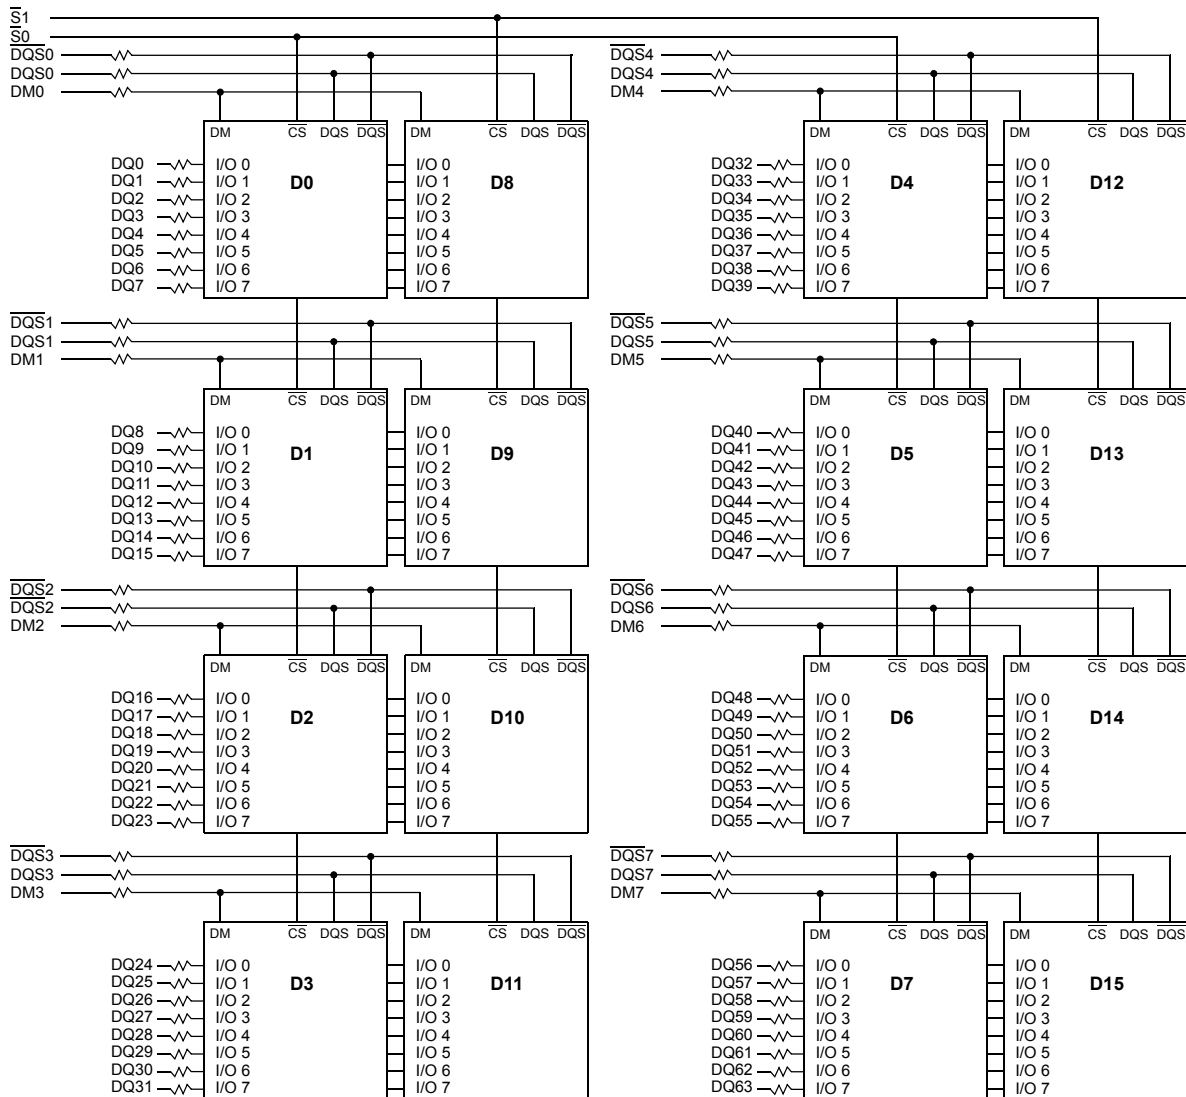 S1
S0
DQS0
DQS0
DM0
DM CS DQS DQS DM CS DQS DQS
D0 D8
DQ0 I/O 0 I/O 0
DQ1 I/O 1 I/O 1
DQ2 I/O 2 I/O 2
DQ3 I/O 3 I/O 3
DQ4 I/O 4 I/O 4
DQ5 I/O 5 I/O 5
DQ6 I/O 6 I/O 6
DQ7 I/O 7 I/O 7
DQS1
DQS1
DM1
DM CS DQS DQS DM CS DQS DQS
D1 D9
DQ8 I/O 0 I/O 0
DQ9 I/O 1 I/O 1
DQ10 I/O 2 I/O 2
DQ11 I/O 3 I/O 3
DQ12 I/O 4 I/O 4
DQ13 I/O 5 I/O 5
DQ14 I/O 6 I/O 6
DQ15 I/O 7 I/O 7
DQS2
DQS2
DM2
DM CS DQS DQS DM CS DQS DQS
D2 D10
DQ16 I/O 0 I/O 0
DQ17 I/O 1 I/O 1
DQ18 I/O 2 I/O 2
DQ19 I/O 3 I/O 3
DQ20 I/O 4 I/O 4
DQ21 I/O 5 I/O 5
DQ22 I/O 6 I/O 6
DQ23 I/O 7 I/O 7
DQS3
DQS3
DM3
DM CS DQS DQS DM CS DQS DQS
D3 D11
DQ24 I/O 0 I/O 0
DQ25 I/O 1 I/O 1
DQ26 I/O 2 I/O 2
DQ27 I/O 3 I/O 3
DQ28 I/O 4 I/O 4
DQ29 I/O 5 I/O 5
DQ30 I/O 6 I/O 6
DQ31 I/O 7 I/O 7
DQS4
DQS4
DM4
DM CS DQS DQS DM CS DQS DQS
D4 D12
DQ32 I/O 0 I/O 0
DQ33 I/O 1 I/O 1
DQ34 I/O 2 I/O 2
DQ35 I/O 3 I/O 3
DQ36 I/O 4 I/O 4
DQ37 I/O 5 I/O 5
DQ38 I/O 6 I/O 6
DQ39 I/O 7 I/O 7
DQS5
DQS5
DM5
DM CS DQS DQS DM CS DQS DQS
D5 D13
DQ40 I/O 0 I/O 0
DQ41 I/O 1 I/O 1
DQ42 I/O 2 I/O 2
DQ43 I/O 3 I/O 3
DQ44 I/O 4 I/O 4
DQ45 I/O 5 I/O 5
DQ46 I/O 6 I/O 6
DQ47 I/O 7 I/O 7
DQS6
DQS6
DM6
DM CS DQS DQS DM CS DQS DQS
D6 D14
DQ48 I/O 0 I/O 0
DQ49 I/O 1 I/O 1
DQ50 I/O 2 I/O 2
DQ51 I/O 3 I/O 3
DQ52 I/O 4 I/O 4
DQ53 I/O 5 I/O 5
DQ54 I/O 6 I/O 6
DQ55 I/O 7 I/O 7
DQS7
DQS7
DM7
DM CS DQS DQS DM CS DQS DQS
D7 D15
DQ56 I/O 0 I/O 0
DQ57 I/O 1 I/O 1
DQ58 I/O 2 I/O 2
DQ59 I/O 3 I/O 3
DQ60 I/O 4 I/O 4
DQ61 I/O 5 I/O 5
DQ62 I/O 6 I/O 6
DQ63 I/O 7 I/O 7